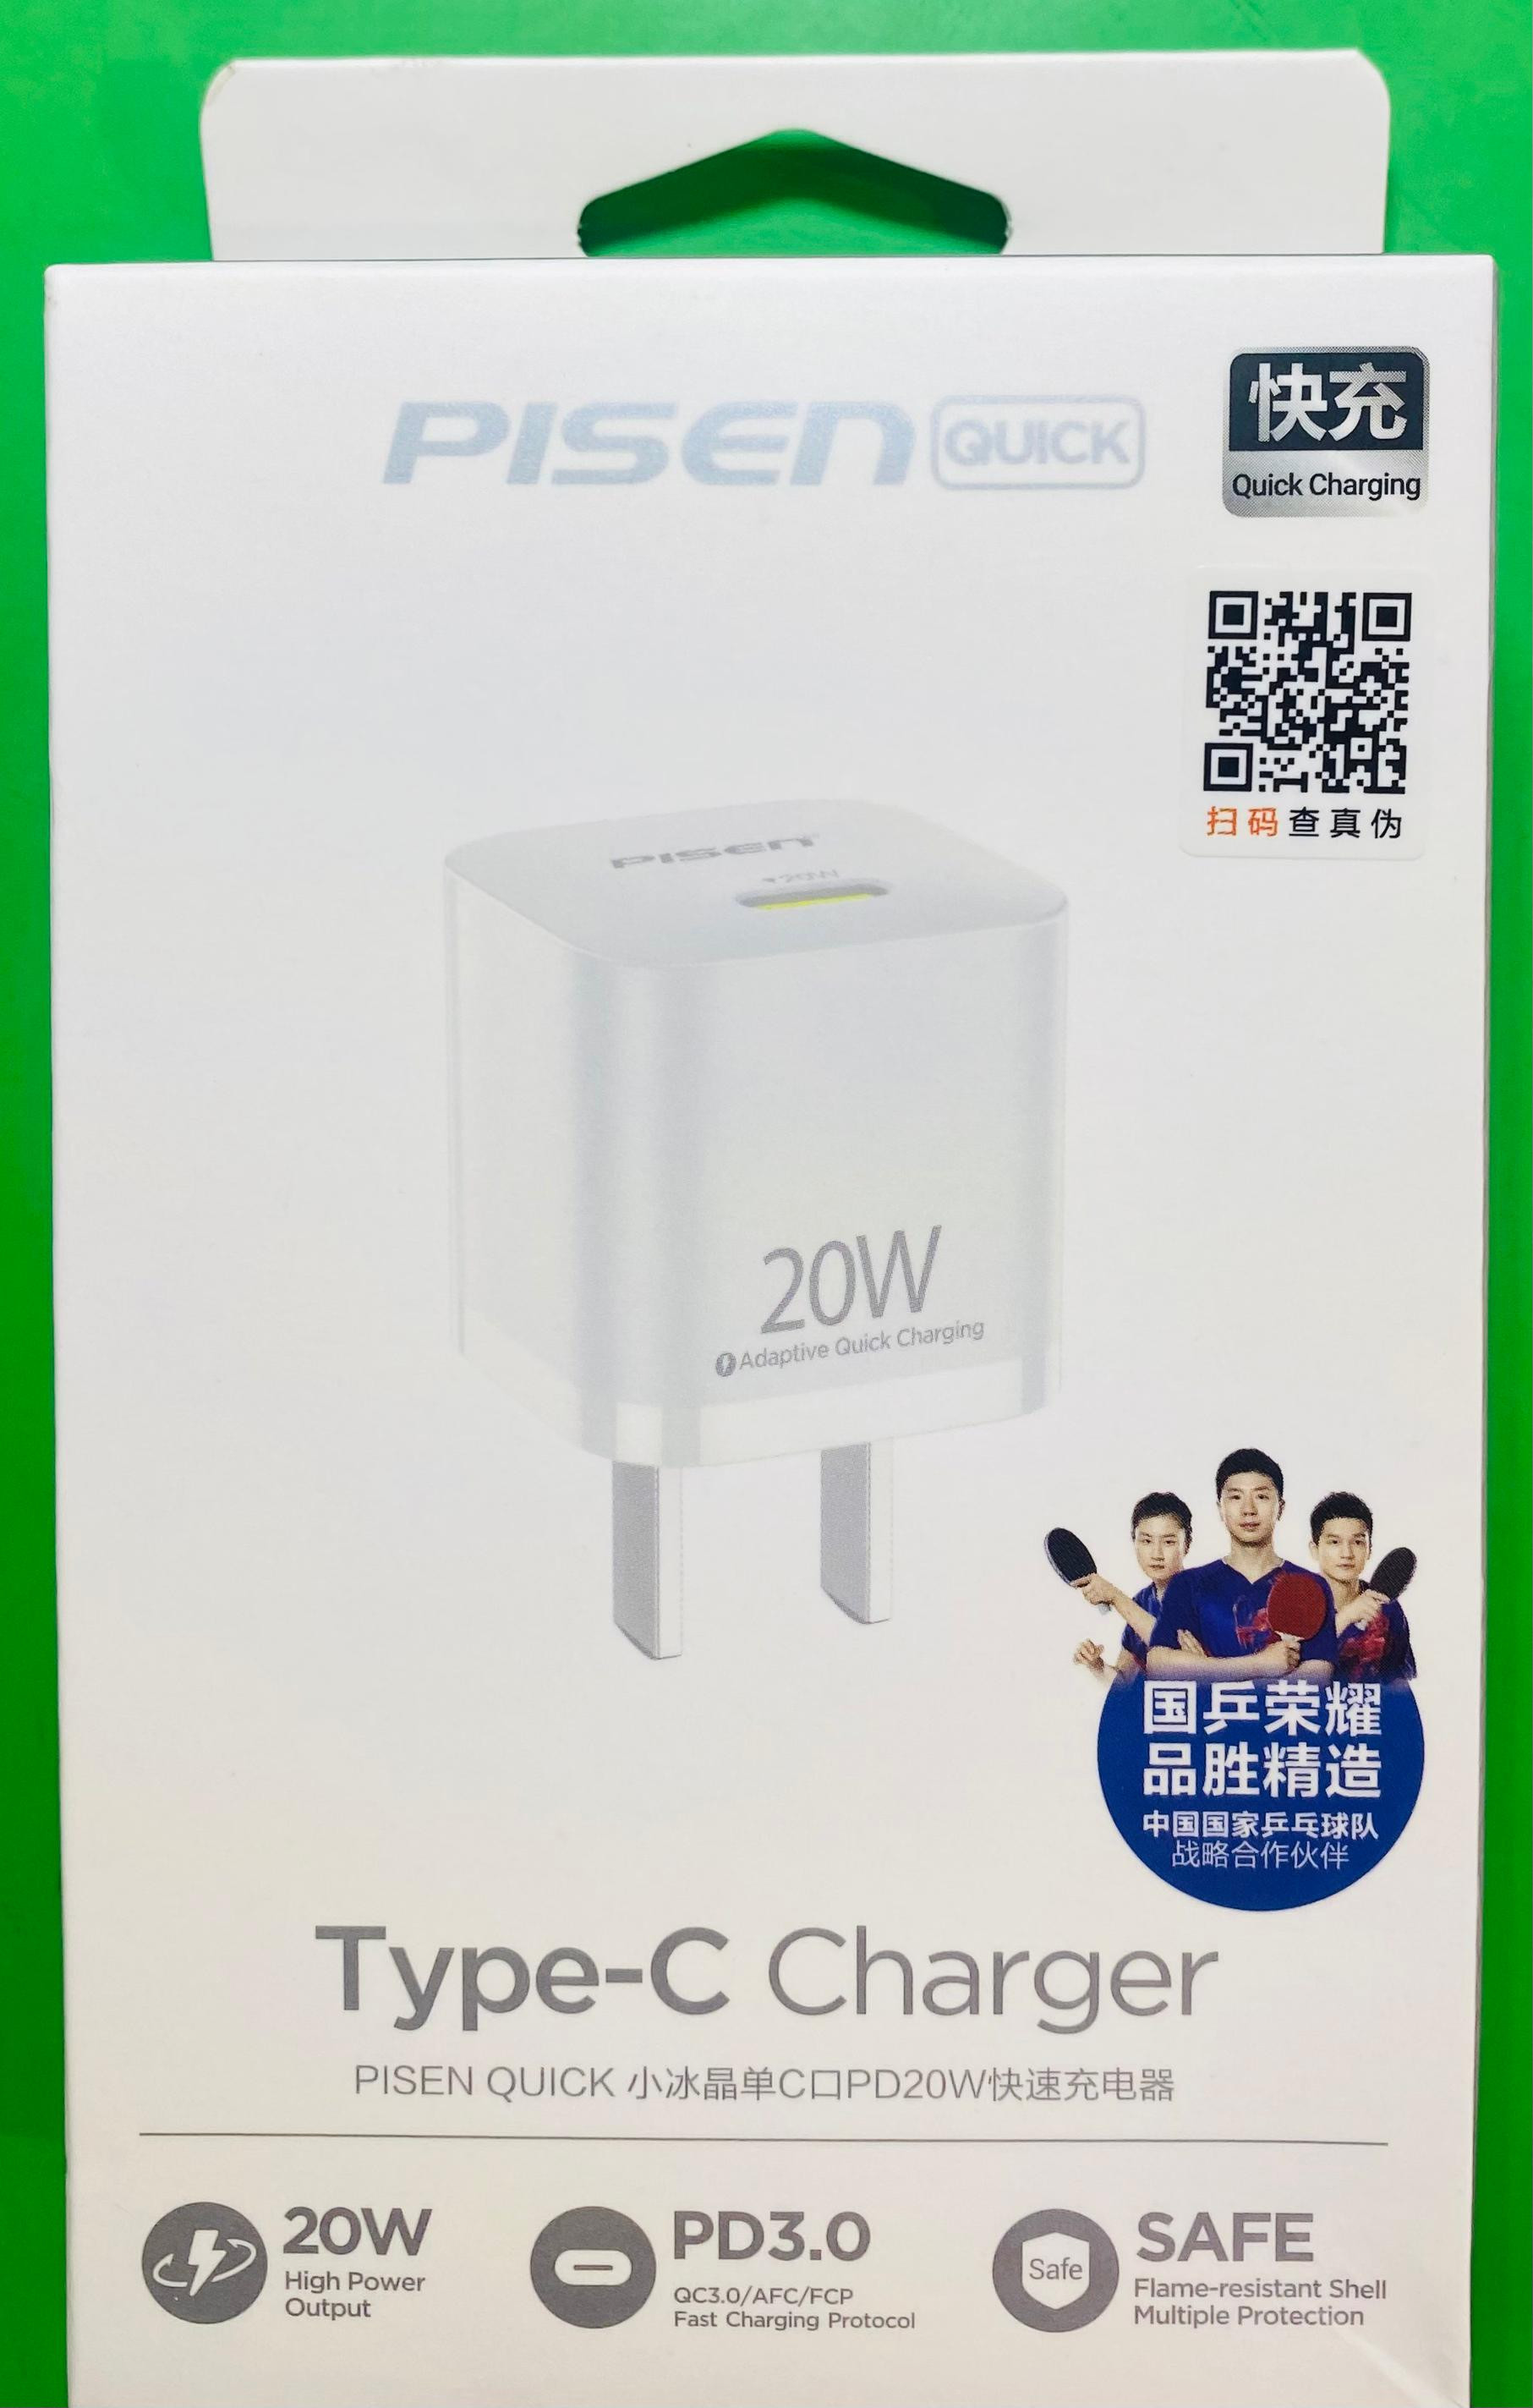 PISEN QUICK
快充
Quick Charging
扫码查真伪
PISEN
20W
20W
Adaptive Quick Charging
国乒荣耀
品胜精造
中国国家乒乓球队
战略合作伙伴
Type-C Charger
PISEN QUICK 小冰晶单C口PD20W快速充电器
20W
High Power
Output
PD3.0
QC3.0/AFC/FCP
Fast Charging Protocol
Safe
SAFE
Flame-resistant Shell
Multiple Protection